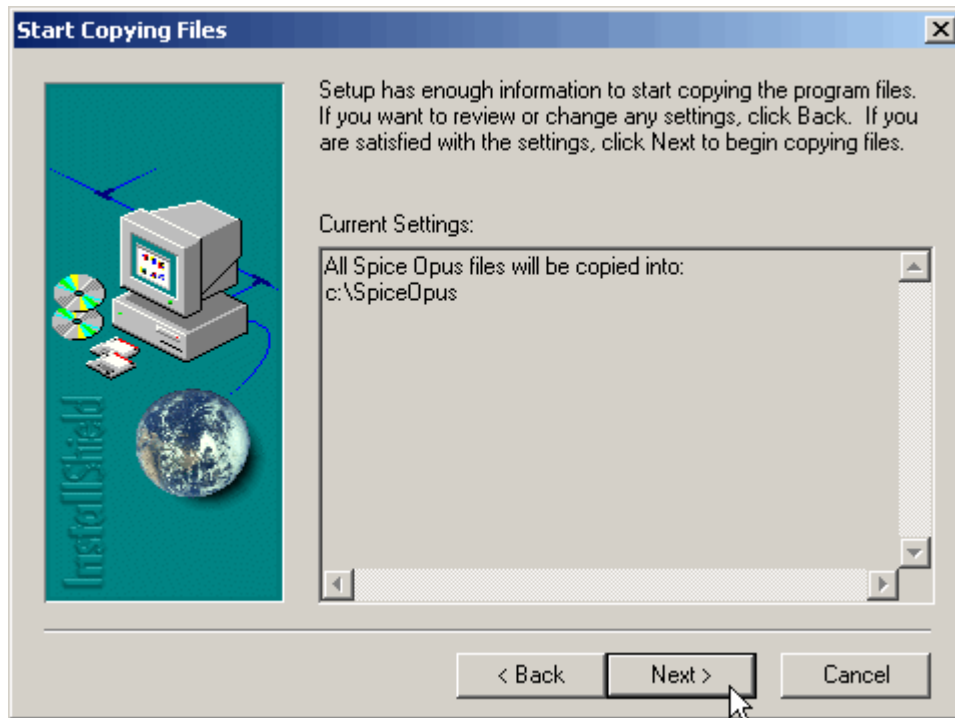 Start Copying Files
Setup has enough information to start copying the program files.
If you want to review or change any settings, click Back.  If you
are satisfied with the settings, click Next to begin copying files.
Current Settings:
All Spice Opus files will be copied into:
c:\SpiceOpus
InstallShield
< Back
Next >
Cancel